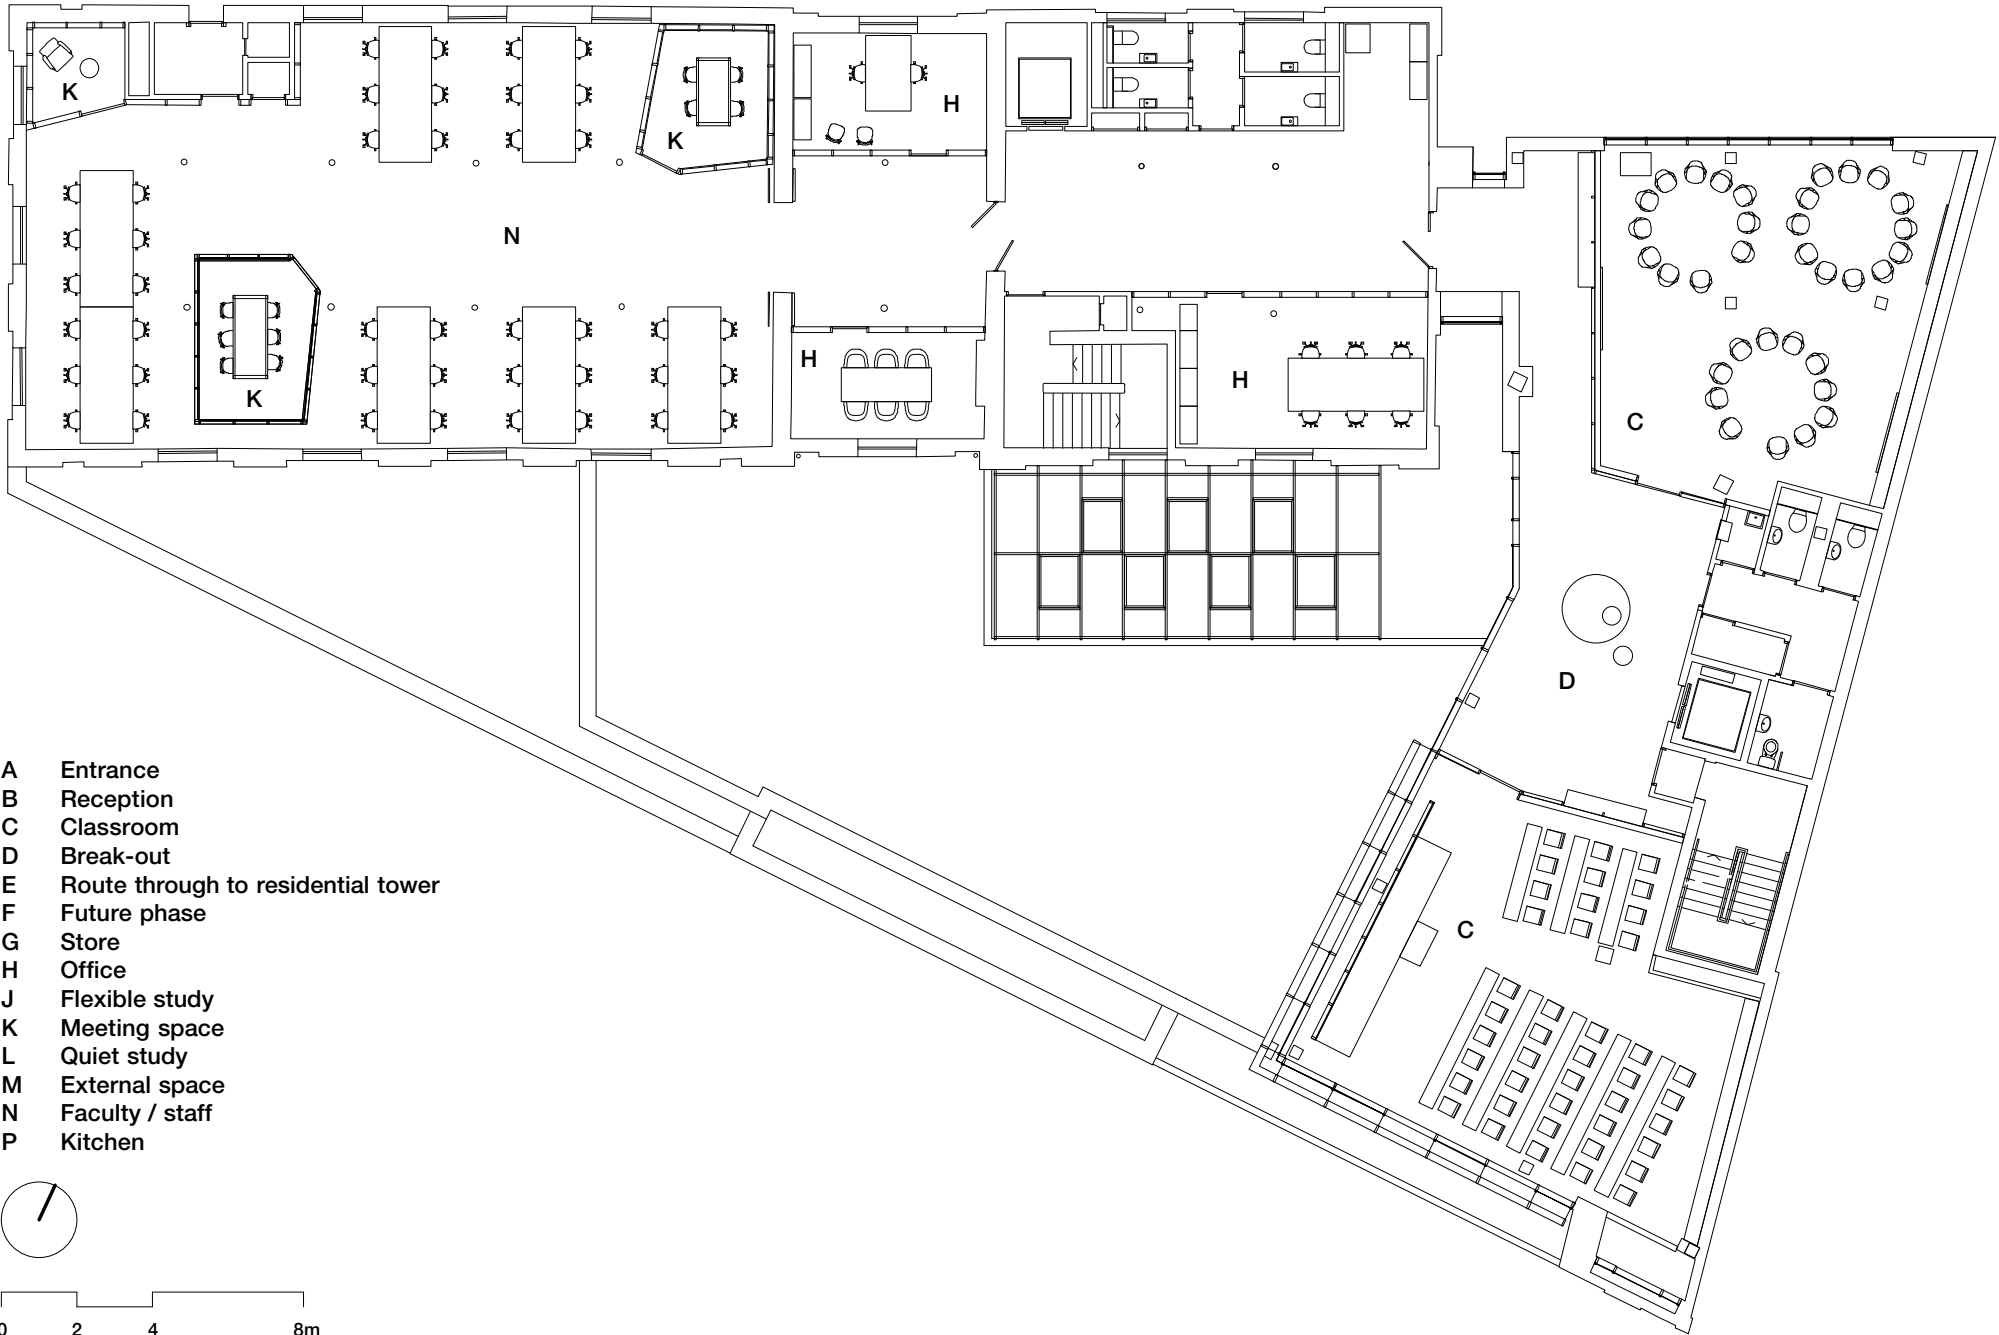 K
K
H
N
K
H
H
C
D
C
A Entrance
B Reception
C Classroom
D Break-out
E Route through to residential tower
F Future phase
G Store
H Office
J Flexible study
K Meeting space
L Quiet study
M External space
N Faculty / staff
P Kitchen
0 2 4 8m